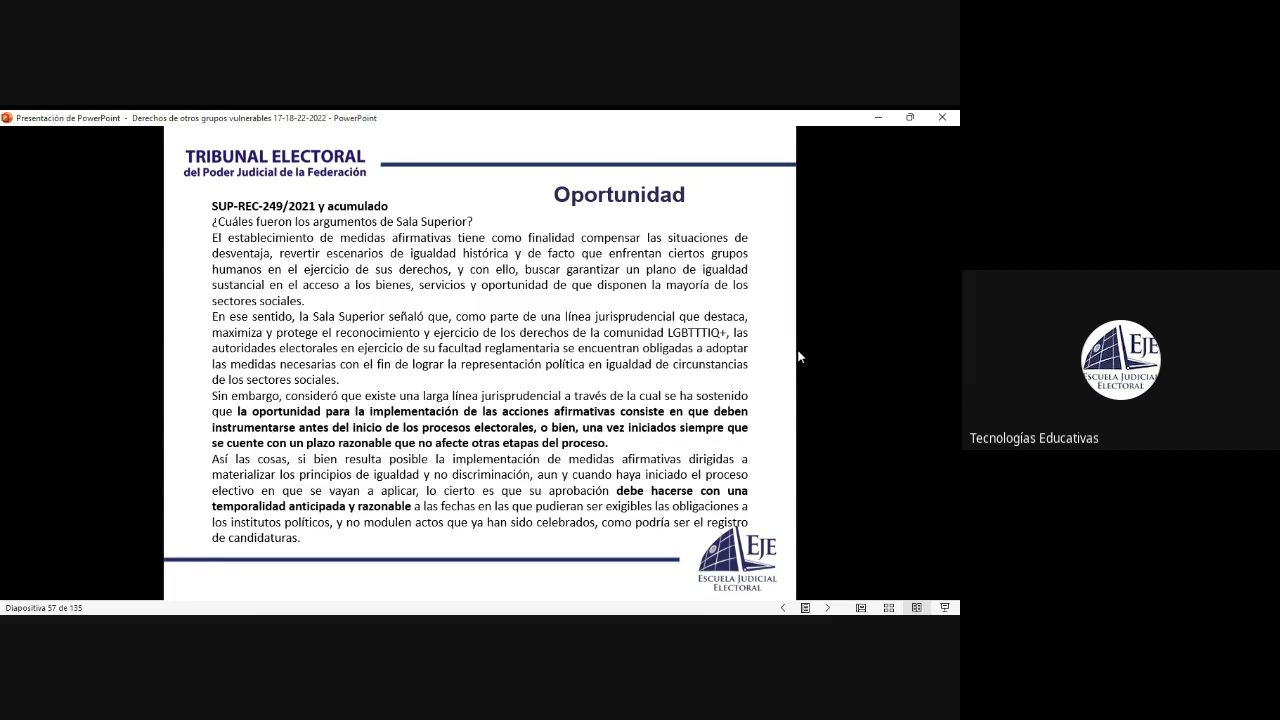 Presentación de PowerPoint - Derechos de otros grupos vulnerables 17-18-22-2022 - PowerPoint
TRIBUNAL ELECTORAL
del Poder Judicial de la Federación
Oportunidad
SUP-REC-249/2021 y acumulado
¿Cuáles fueron los argumentos de Sala Superior?
El establecimiento de medidas afirmativas tiene como finalidad compensar las situaciones de
desventaja, revertir escenarios de igualdad histórica y de facto que enfrentan ciertos grupos
humanos en el ejercicio de sus derechos, y con ello, buscar garantizar un plano de igualdad
sustancial en el acceso a los bienes, servicios y oportunidad de que disponen la mayoría de los
sectores sociales.
En ese sentido, la Sala Superior señaló que, como parte de una línea jurisprudencial que destaca,
maximiza y protege el reconocimiento y ejercicio de los derechos de la comunidad LGBTTTIQ+, las
autoridades electorales en ejercicio de su facultad reglamentaria se encuentran obligadas a adoptar
las medidas necesarias con el fin de lograr la representación política en igualdad de circunstancias
de los sectores sociales.
Sin embargo, consideró que existe una larga línea jurisprudencial a través de la cual se ha sostenido
que la oportunidad para la implementación de las acciones afirmativas consiste en que deben
instrumentarse antes del inicio de los procesos electorales, o bien, una vez iniciados siempre que
se cuente con un plazo razonable que no afecte otras etapas del proceso.
Así las cosas, si bien resulta posible la implementación de medidas afirmativas dirigidas a
materializar los principios de igualdad y no discriminación, aun y cuando haya iniciado el proceso
electivo en que se vayan a aplicar, lo cierto es que su aprobación debe hacerse con una
temporalidad anticipada y razonable a las fechas en las que pudieran ser exigibles las obligaciones a
los institutos políticos, y no modulen actos que ya han sido celebrados, como podría ser el registro
de candidaturas.
EJE
ESCUELA JUDICIAL
ELECTORAL
Diapositiva 57 de 135
EJE
ESCUELA JUDICIAL
ELECTORAL
Tecnologías Educativas